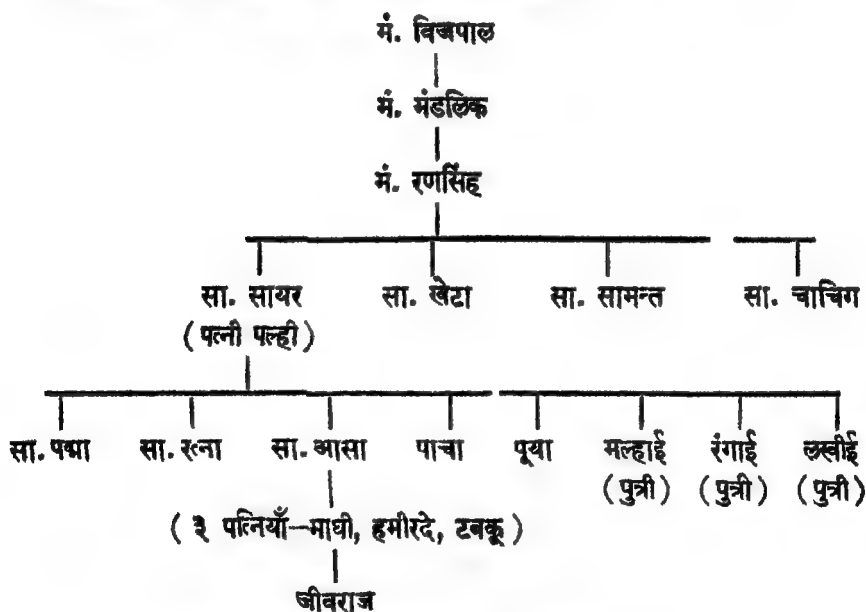 मं. विजपाल
मं. मंडलिक
मं. रणसिंह
सा. सायर सा. खेटा सा. सामन्त सा. चाचिग
(पत्नी पल्ही)
सा. पद्मा सा. रत्ना सा. आसा पाचा पूया मल्हाई रंगाई लखीई
(पुत्री) (पुत्री) (पुत्री)
(३ पत्नियाँ—माघी, हमीरदे, टबकू)
जीवराज